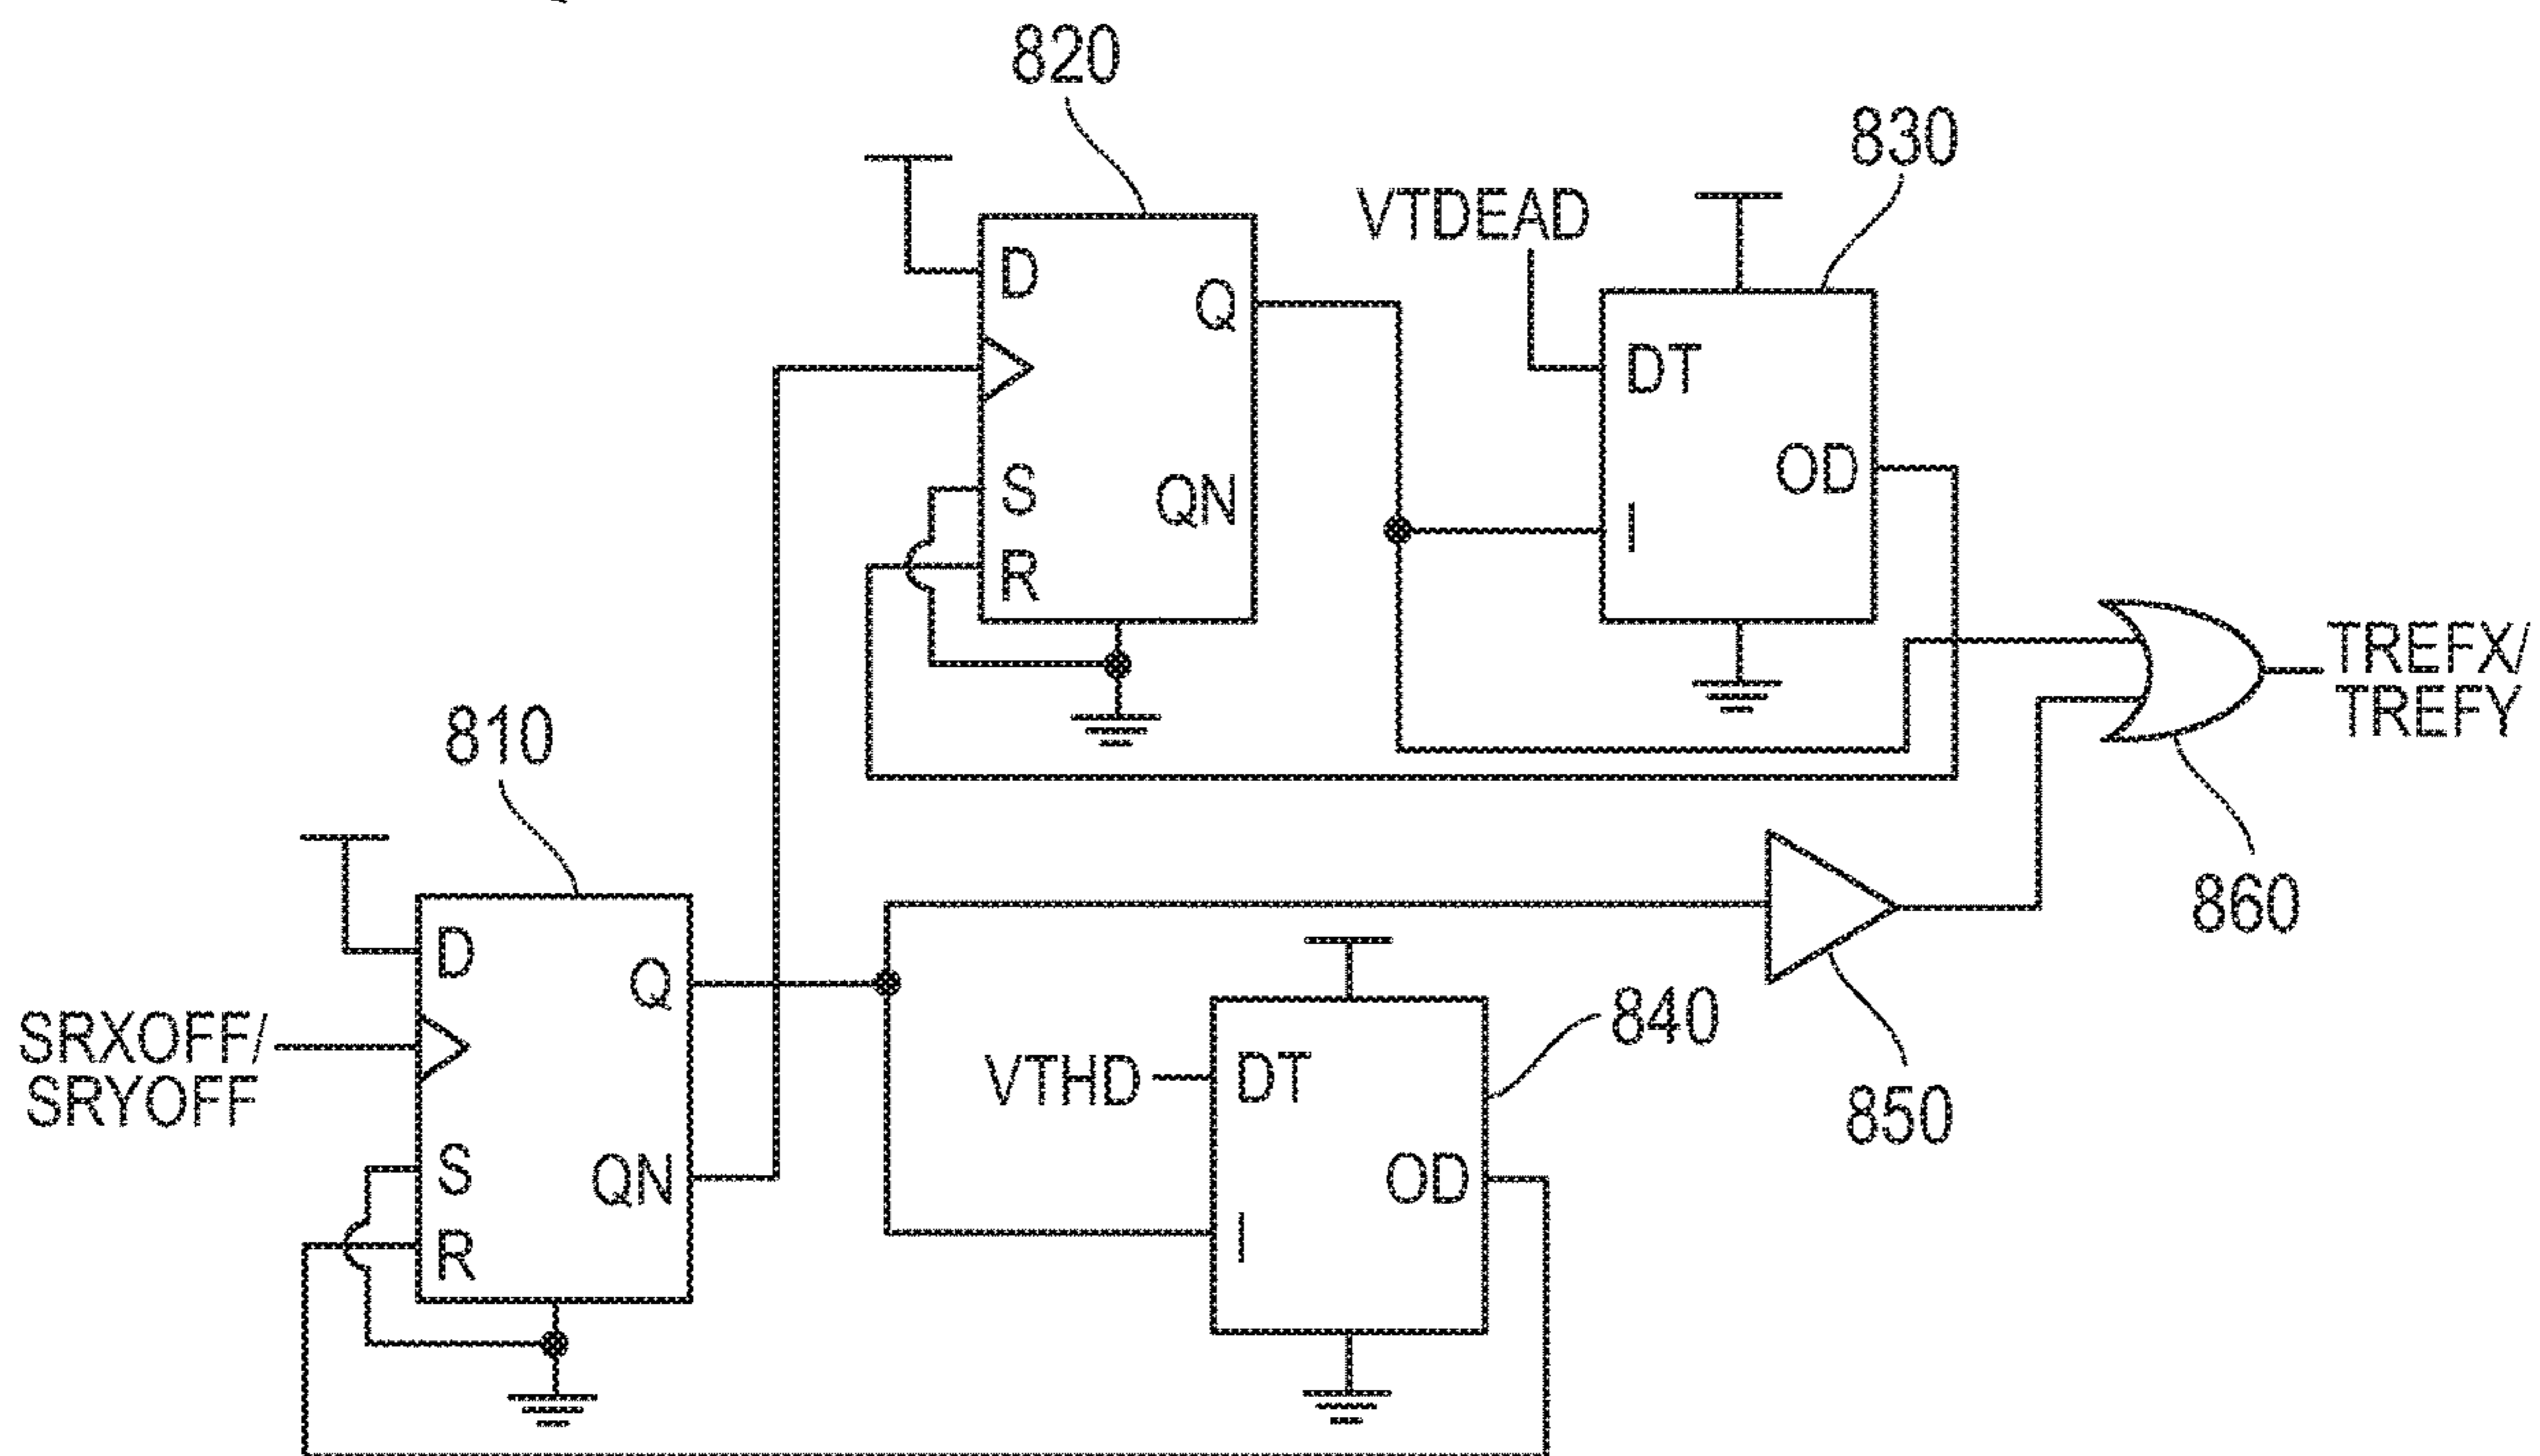 820
830
VTDEAD
D
Q
DT
S
QN
OD
I
R
TREFX/
TREFY
810
860
D
Q
840
SRXOFF/
SRYOFF
VTHD
DT
850
S
QN
OD
R
I